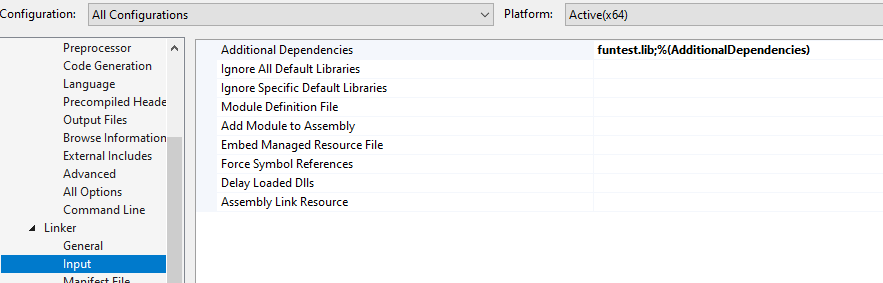 Configuration: All Configurations Platform: Active(x64)
Preprocessor
Code Generation
Language
Precompiled Heade
Output Files
Browse Information
External Includes
Advanced
All Options
Command Line
Linker
General
Input
Manifest File
Additional Dependencies funtest.lib;%(AdditionalDependencies)
Ignore All Default Libraries
Ignore Specific Default Libraries
Module Definition File
Add Module to Assembly
Embed Managed Resource File
Force Symbol References
Delay Loaded Dlls
Assembly Link Resource